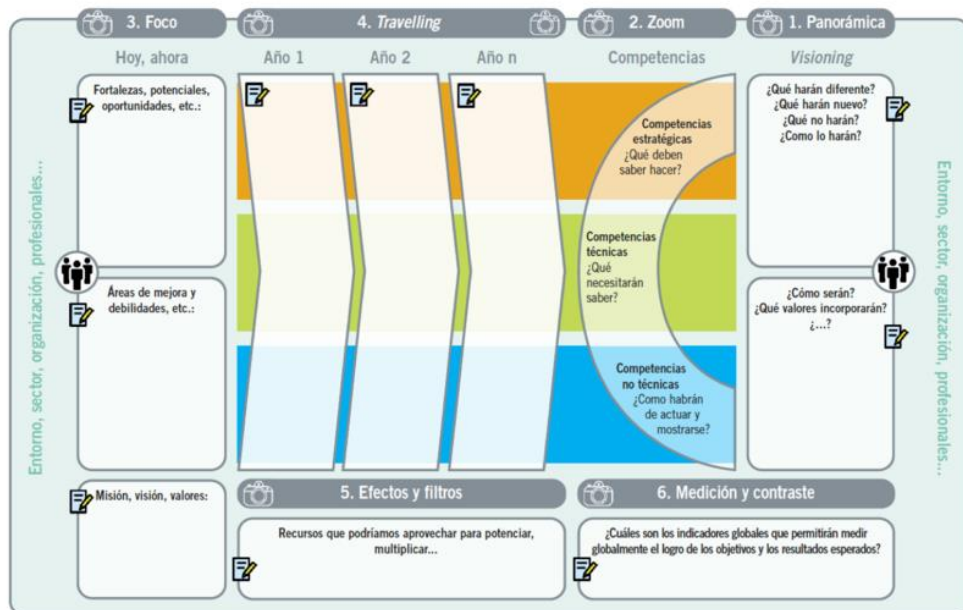 3. Foco
4. Travelling
2. Zoom
1. Panorámica
Hoy, ahora
Año 1
Año 2
Año n
Competencias
Visioning
Entorno, sector, organización, profesionales...
Fortalezas, potenciales,
oportunidades, etc.:
Áreas de mejora y
debilidades, etc.:
Misión, visión, valores:
Competencias
estratégicas
¿Qué deben
saber hacer?
Competencias
técnicas
¿Qué
necesitarán
saber?
Competencias
no técnicas
¿Como habrán
de actuar y
mostrarse?
¿Qué harán diferente?
¿Qué harán nuevo?
¿Qué no harán?
¿Como lo harán?
¿Cómo serán?
¿Qué valores incorporarán?
¿...?
Entorno, sector, organización, profesionales...
5. Efectos y filtros
Recursos que podríamos aprovechar para potenciar,
multiplicar...
6. Medición y contraste
¿Cuáles son los indicadores globales que permitirán medir
globalmente el logro de los objetivos y los resultados esperados?